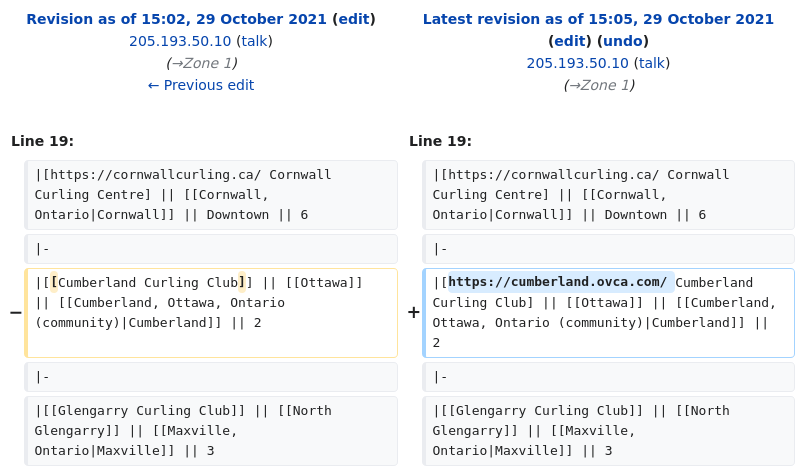 Revision as of 15:02, 29 October 2021 (edit)
205.193.50.10 (talk)
(→Zone 1)
← Previous edit
Latest revision as of 15:05, 29 October 2021
(edit) (undo)
205.193.50.10 (talk)
(→Zone 1)
Line 19:
Line 19:
|[https://cornwallcurling.ca/ Cornwall
Curling Centre] || [[Cornwall,
Ontario|Cornwall]] || Downtown || 6
|[https://cornwallcurling.ca/ Cornwall
Curling Centre] || [[Cornwall,
Ontario|Cornwall]] || Downtown || 6
|-
|-
−
|[[Cumberland Curling Club]] || [[Ottawa]]
|| [[Cumberland, Ottawa, Ontario
(community)|Cumberland]] || 2
+
|[https://cumberland.ovca.com/ Cumberland
Curling Club] || [[Ottawa]] || [[Cumberland,
Ottawa, Ontario (community)|Cumberland]] ||
2
|-
|-
|[[Glengarry Curling Club]] || [[North
Glengarry]] || [[Maxville,
Ontario|Maxville]] || 3
|[[Glengarry Curling Club]] || [[North
Glengarry]] || [[Maxville,
Ontario|Maxville]] || 3